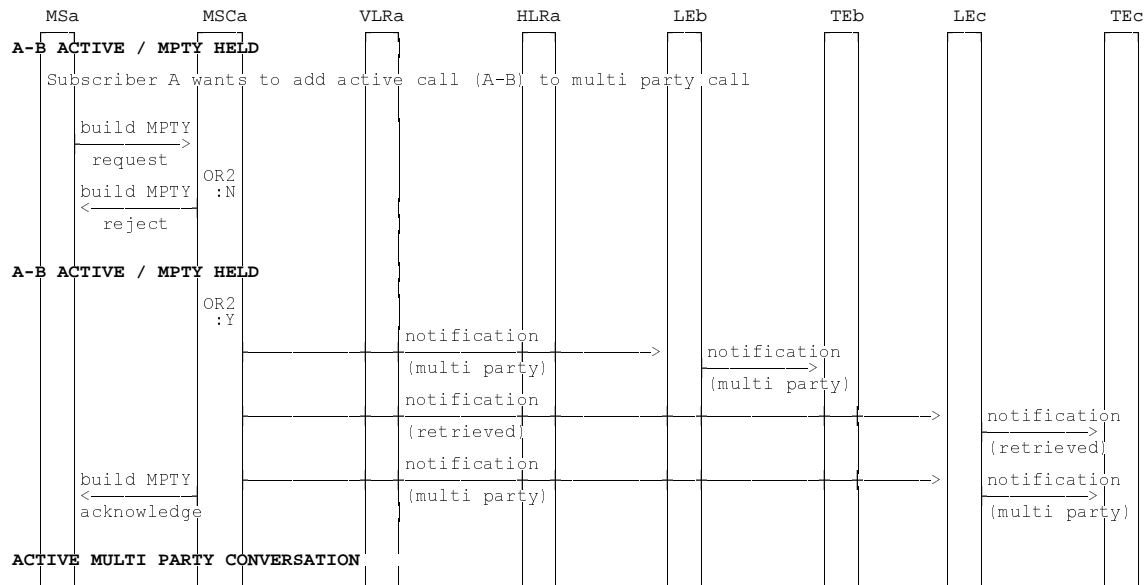 MSa MSCa VLRa HLRa LEb TEb LEc TEc
A-B ACTIVE / MPTY HELD
Subscriber A wants to add active call (A-B) to multi party call
build MPTY
request
OR2
build MPTY :N
reject
A-B ACTIVE / MPTY HELD
OR2
:Y
notification
notification
(multi party)
(multi party)
notification
notification
(retrieved)
(retrieved)
notification
build MPTY notification
(multi party)
acknowledge (multi party)
ACTIVE MULTI PARTY CONVERSATION